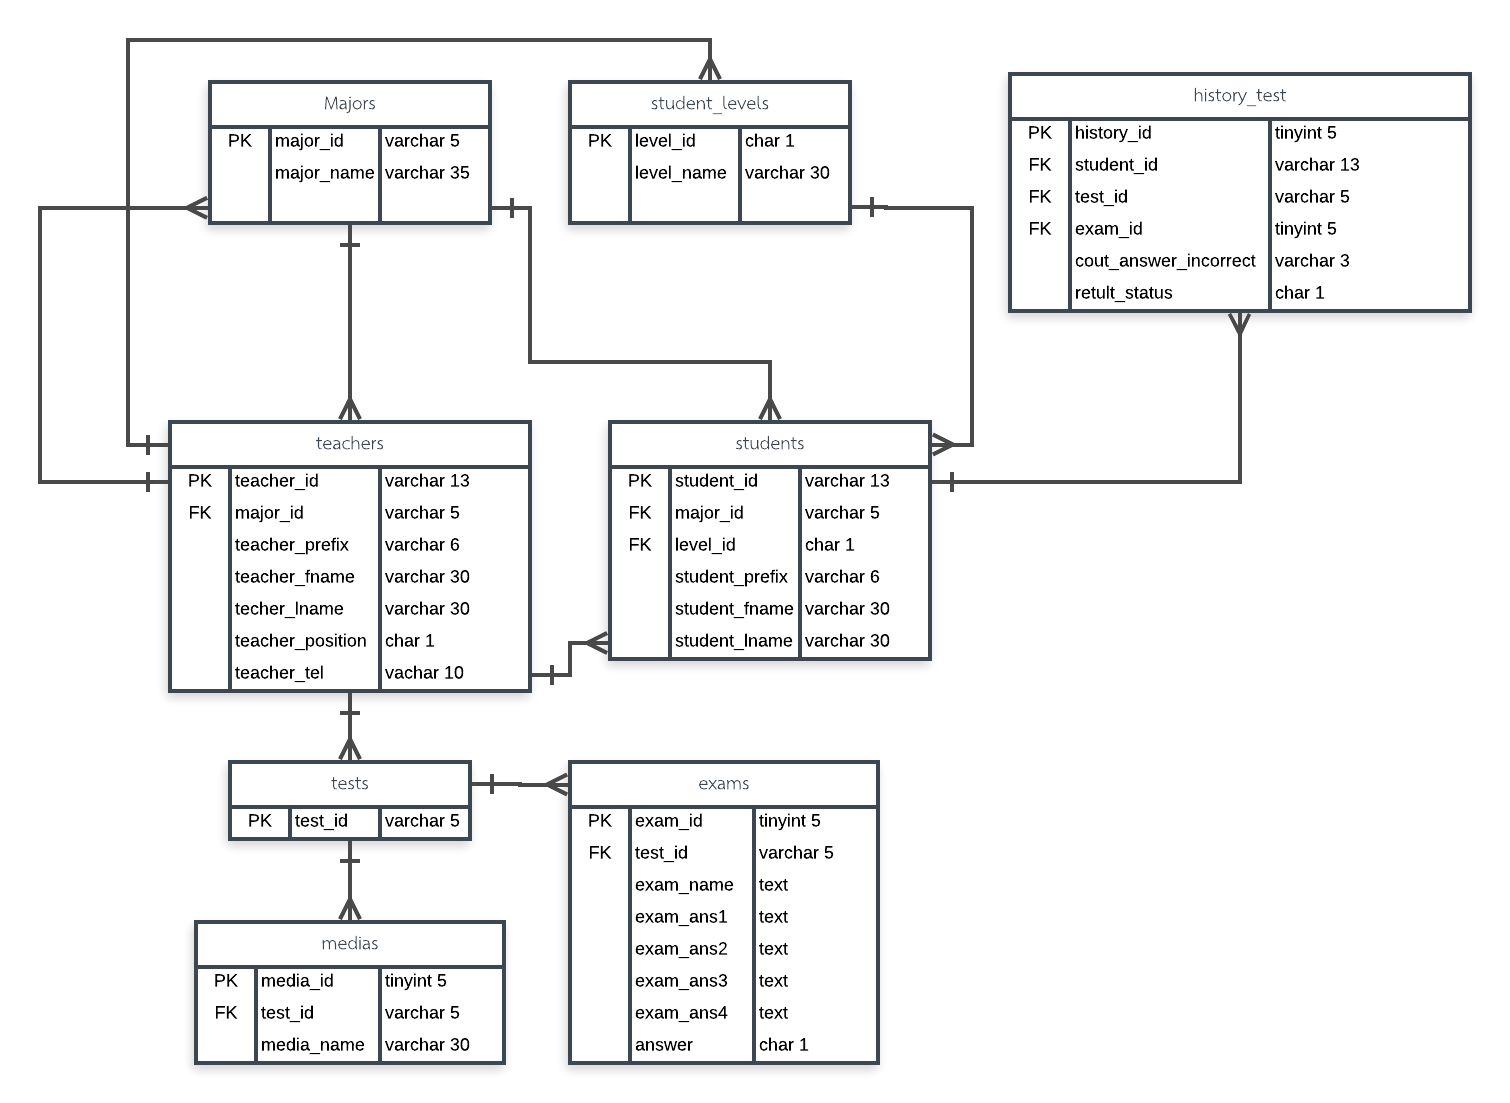 Majors
PK major_id varchar 5
major_name varchar 35
student_levels
PK level_id char 1
level_name varchar 30
history_test
PK history_id tinyint 5
FK student_id varchar 13
FK test_id varchar 5
FK exam_id tinyint 5
cout_answer_incorrect varchar 3
retult_status char 1
teachers
PK teacher_id varchar 13
FK major_id varchar 5
teacher_prefix varchar 6
teacher_fname varchar 30
techer_lname varchar 30
teacher_position char 1
teacher_tel vachar 10
students
PK student_id varchar 13
FK major_id varchar 5
FK level_id char 1
student_prefix varchar 6
student_fname varchar 30
student_lname varchar 30
tests
PK test_id varchar 5
exams
PK exam_id tinyint 5
FK test_id varchar 5
exam_name text
exam_ans1 text
exam_ans2 text
exam_ans3 text
exam_ans4 text
answer char 1
medias
PK media_id tinyint 5
FK test_id varchar 5
media_name varchar 30